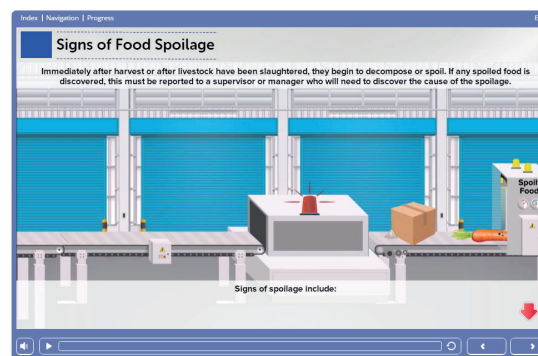 Index | Navigation | Progress
E
Signs of Food Spoilage
Immediately after harvest or after livestock have been slaughtered, they begin to decompose or spoil. If any spoiled food is
discovered, this must be reported to a supervisor or manager who will need to discover the cause of the spoilage.
Spoil
Food
Signs of spoilage include: